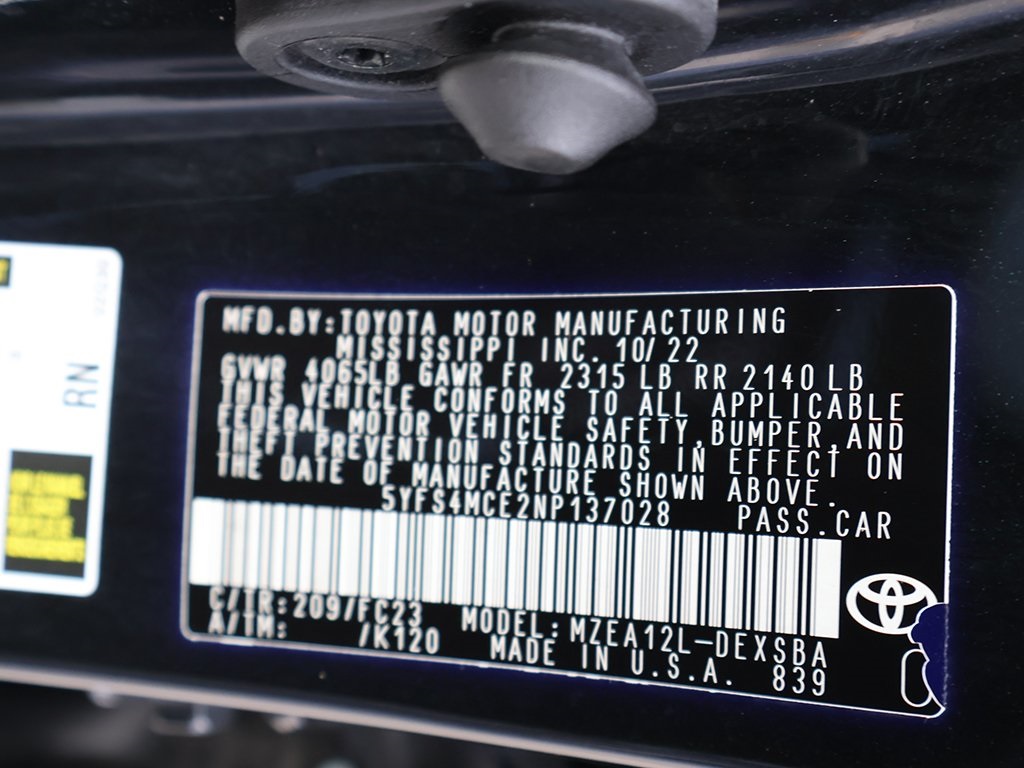 MFD.BY:TOYOTA MOTOR MANUFACTURING
MISSISSIPPI INC. 10/22
GVWR 4065LB GAWR FR 2315 LB RR 2140 LB
THIS VEHICLE CONFORMS TO ALL APPLICABLE
FEDERAL MOTOR VEHICLE SAFETY,BUMPER,AND
THEFT PREVENTION STANDARDS IN EFFECT ON
THE DATE OF MANUFACTURE SHOWN ABOVE.
5YFS4MCE2NP137028 PASS.CAR
C/TR:209/FC23 MODEL:MZEA12L-DEXSBA
A/TM: /K120 MADE IN U.S.A. 839
RN